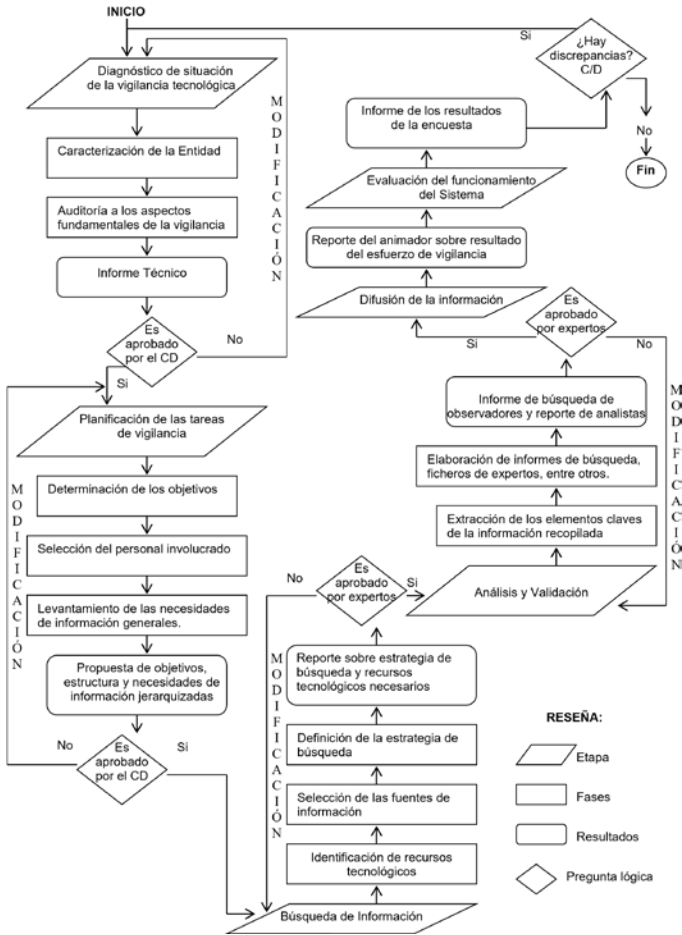 INICIO
Diagnóstico de situación
de la vigilancia tecnológica
Caracterización de la Entidad
Auditoría a los aspectos
fundamentales de la vigilancia
Informe Técnico
Es
aprobado
por el CD
No
Si
MODIFICACIÓN
Planificación de las tareas
de vigilancia
Determinación de los objetivos
Selección del personal involucrado
Levantamiento de las necesidades
de información generales.
Propuesta de objetivos,
estructura y necesidades de
información jerarquizadas
Es
aprobado
por el CD
No
Si
MODIFICACIÓN
Búsqueda de Información
Identificación de recursos
tecnológicos
Selección de las fuentes de
información
Definición de la estrategia de
búsqueda
Reporte sobre estrategia de
búsqueda y recursos
tecnológicos necesarios
Es
aprobado
por expertos
No
Si
MODIFICACIÓN
Análisis y Validación
Extracción de los elementos claves
de la información recopilada
Elaboración de informes de búsqueda,
ficheros de expertos, entre otros.
Informe de búsqueda de
observadores y reporte de analistas
Es
aprobado
por expertos
Si
No
MODIFICACIÓN
Difusión de la información
Reporte del animador sobre resultado
del esfuerzo de vigilancia
Evaluación del funcionamiento
del Sistema
Informe de los resultados
de la encuesta
¿Hay
discrepancias?
C/D
Si
No
Fin
RESEÑA:
Etapa
Fases
Resultados
Pregunta lógica